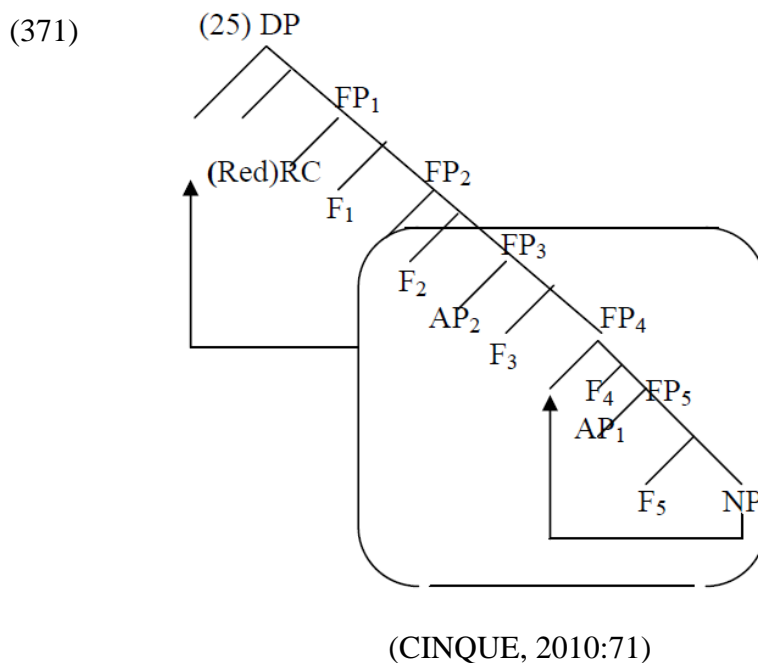 (371) (25) DP
FP1
(Red)RC
FP2
F1
FP3
F2
AP2
FP4
F3
F4 FP5
AP1
F5 NP
(CINQUE, 2010:71)